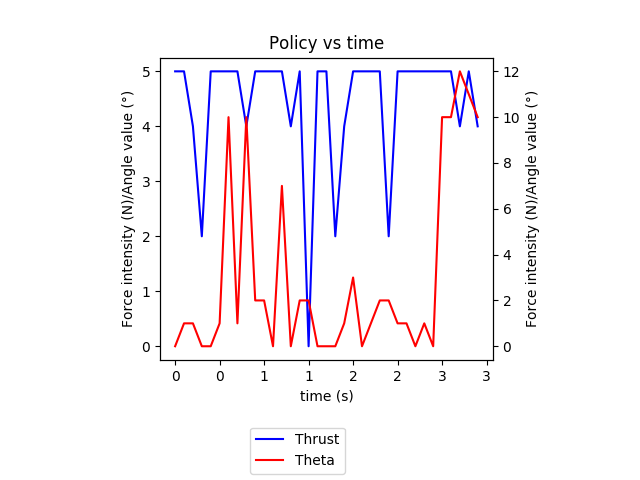 Policy vs time
5
4
3
2
1
0
Force intensity (N)/Angle value (°)
12
10
8
6
4
2
0
Force intensity (N)/Angle value (°)
0 0 1 1 2 2 3 3
time (s)
Thrust
Theta